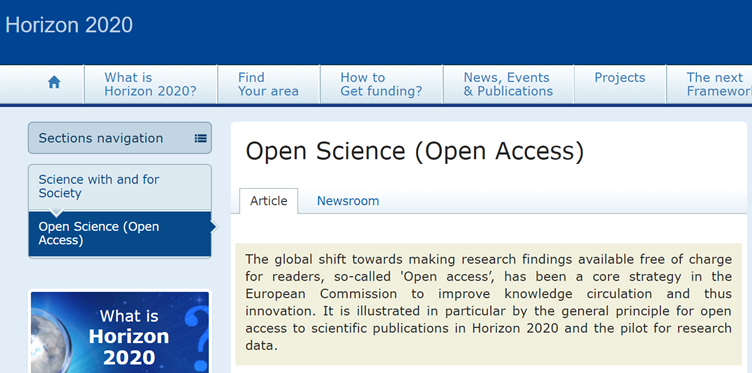 Horizon 2020
What is
Horizon 2020?
Find
Your area
How to
Get funding?
News, Events
& Publications
Projects
The next
Framewor
Sections navigation
Science with and for
Society
Open Science (Open
Access)
What is
Horizon
2020
?
Open Science (Open Access)
Article
Newsroom
The global shift towards making research findings available free of charge
for readers, so-called 'Open access’, has been a core strategy in the
European Commission to improve knowledge circulation and thus
innovation. It is illustrated in particular by the general principle for open
access to scientific publications in Horizon 2020 and the pilot for research
data.